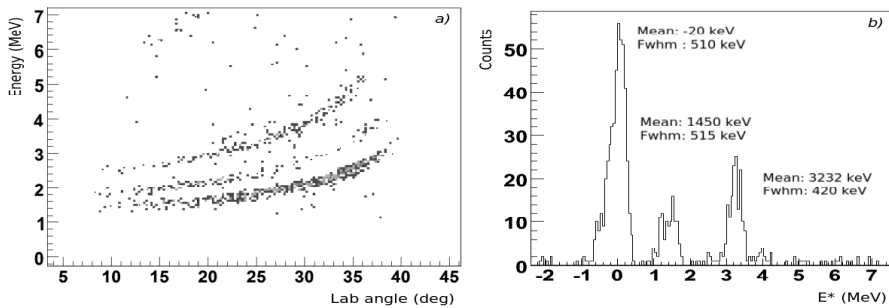 a)
Energy (MeV)
7
6
5
4
3
2
1
0
5 10 15 20 25 30 35 40 45
Lab angle (deg)
b)
Counts
50
40
30
20
10
0
Mean: -20 keV
Fwhm : 510 keV
Mean: 1450 keV
Fwhm : 515 keV
Mean: 3232 keV
Fwhm: 420 keV
-2 -1 0 1 2 3 4 5 6 7
E* (MeV)